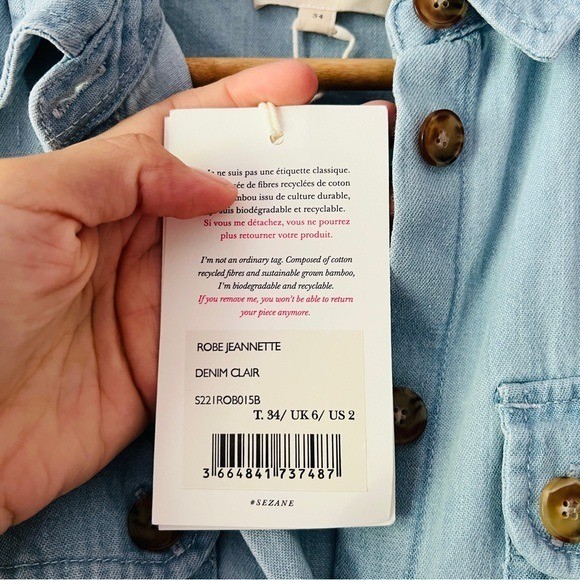 34
ne suis pas une étiquette classique.
de fibres recyclées de coton
issu de culture durable,
suis biodégradable et recyclable.
Si vous me détachez, vous ne pourrez
plus retourner votre produit.
I'm not an ordinary tag. Composed of cotton
recycled fibres and sustainable grown bamboo,
I'm biodegradable and recyclable.
If you remove me, you won't be able to return
your piece anymore.
ROBE JEANNETTE
DENIM CLAIR
S221ROB015B
T. 34/ UK 6/ US 2
3 664841 737487
#SEZANE